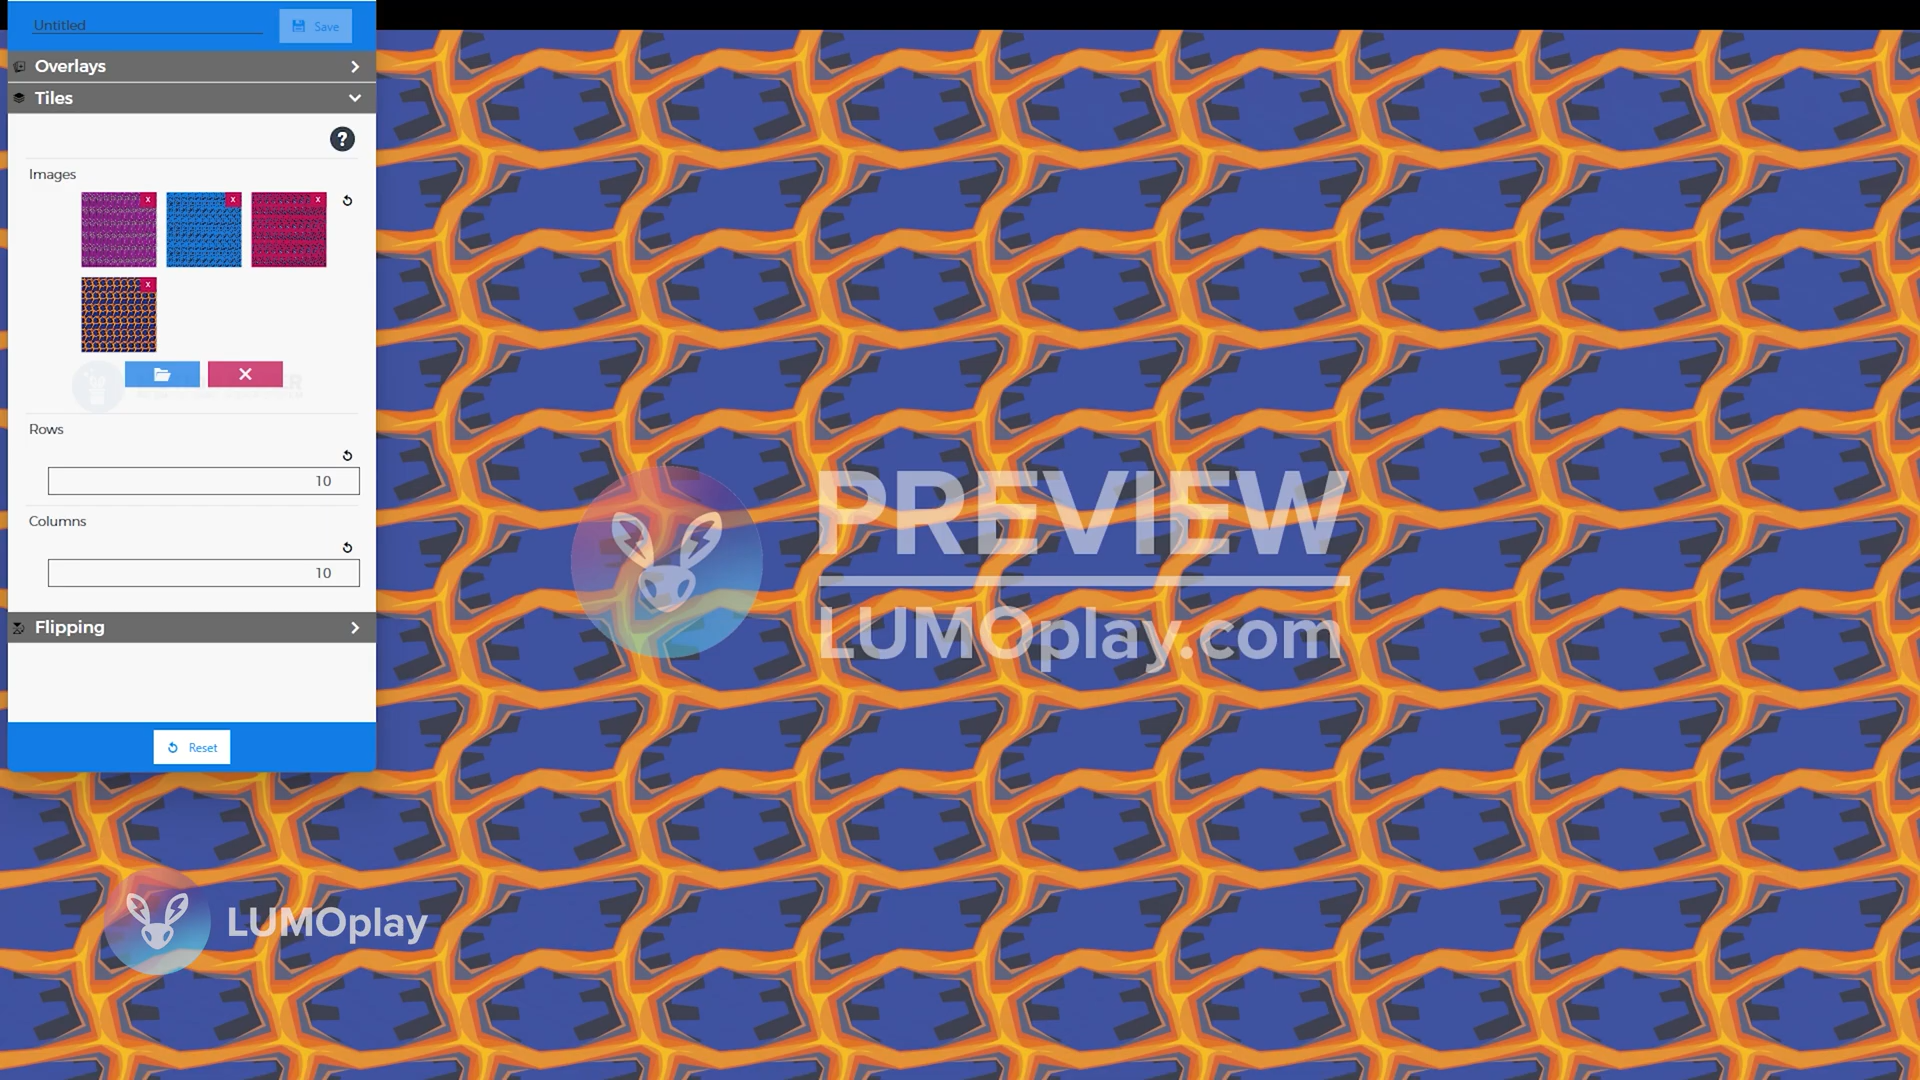 Untitled
Save
Overlays
Tiles
?
Images
x
x
x
x
Rows
10
Columns
10
Flipping
Reset
PREVIEW
LUMOplay.com
LUMOplay